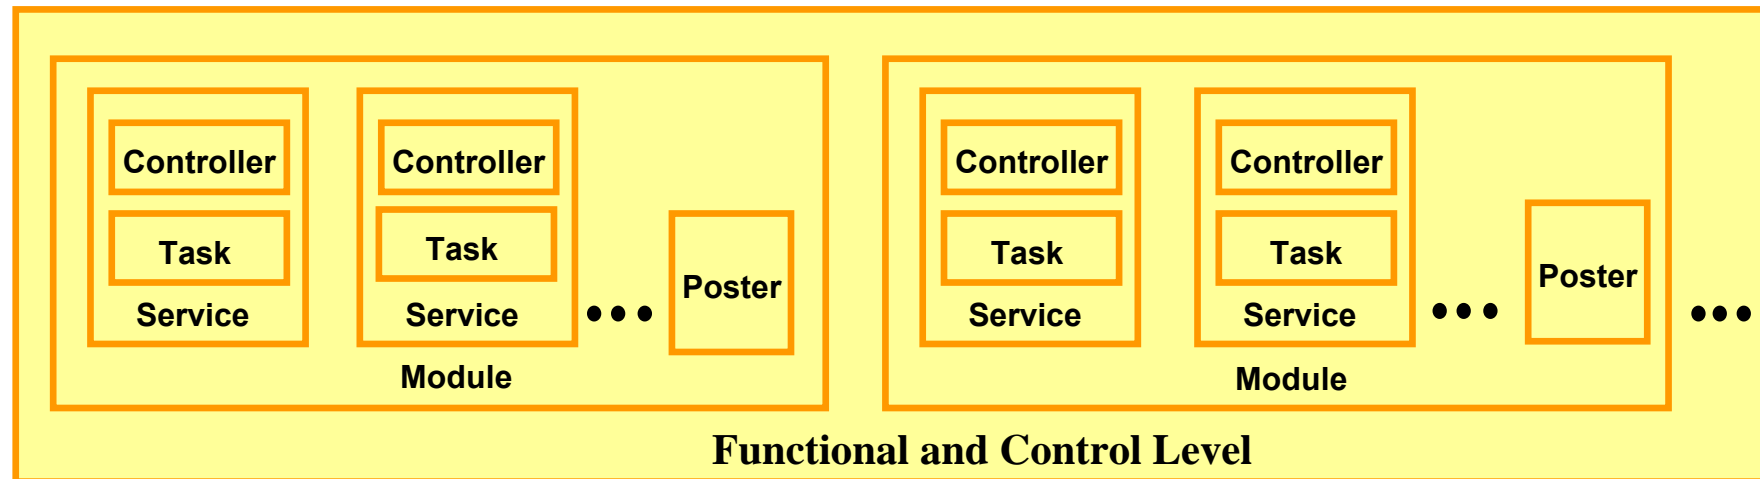 Controller
Task
Service
Controller
Task
Service
Poster
Module
Controller
Task
Service
Controller
Task
Service
Poster
Module
Functional and Control Level